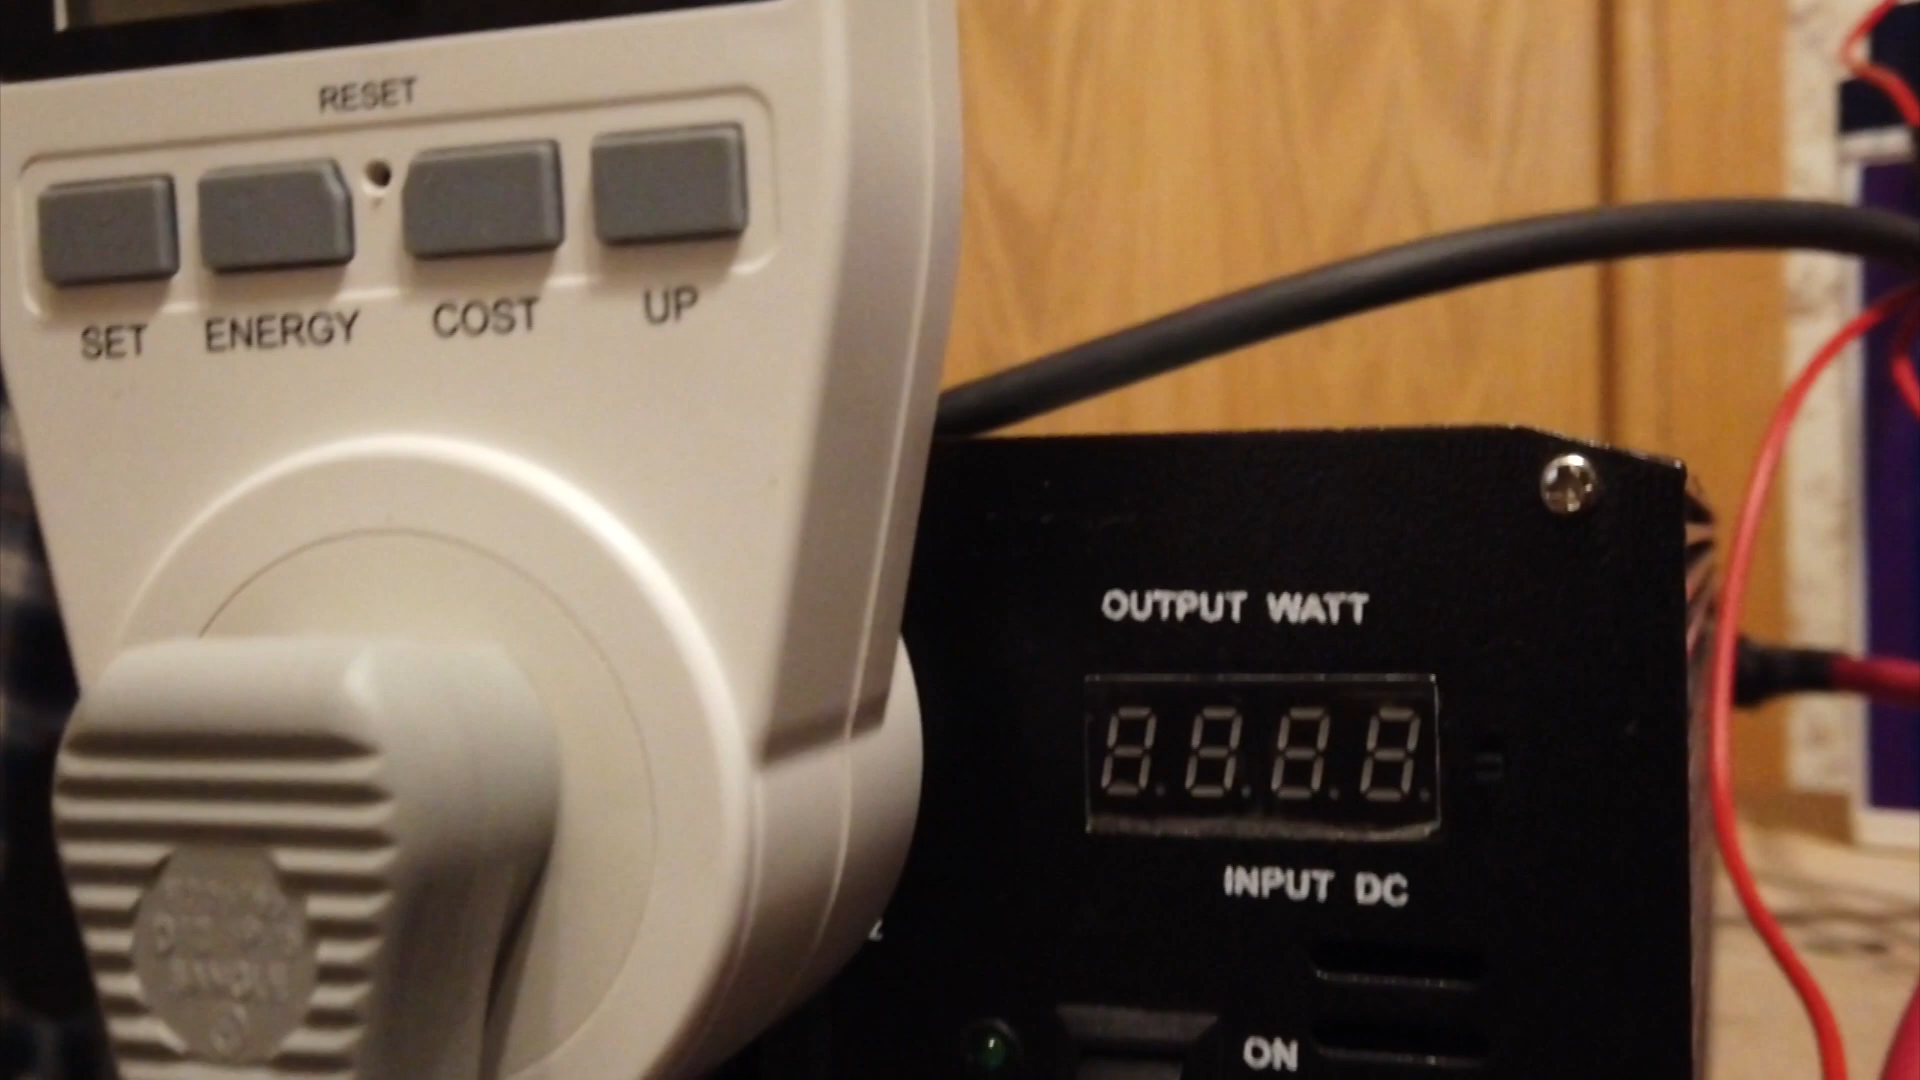 RESET
SET ENERGY COST UP
OUTPUT WATT
INPUT DC
ON